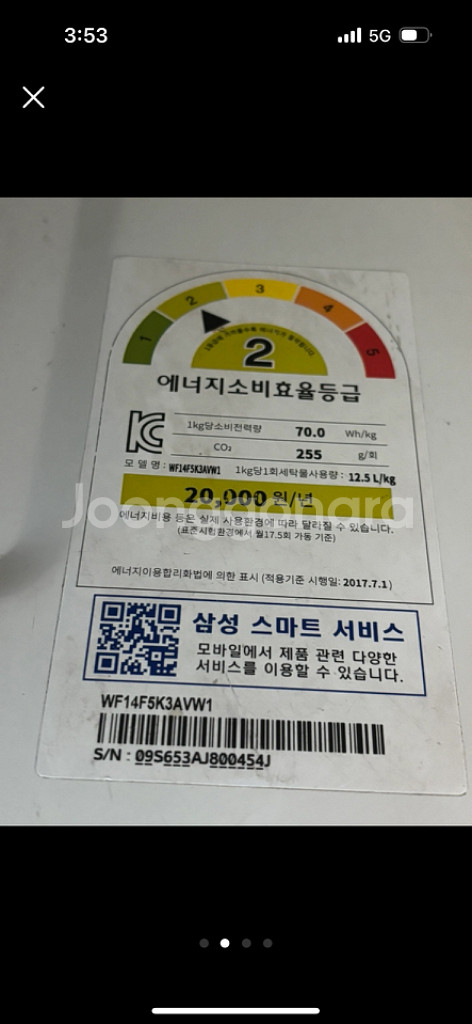 3:53
5G
1
2
3
4
5
2
에너지소비효율등급
1kg당소비전력량 70.0 Wh/kg
CO₂ 255 g/회
모델명 : WF14F5K3AVW1 1kg당1회세탁물사용량 : 12.5 L/kg
20,000 원/년
Joonggonara
에너지비용 등은 실제 사용환경에 따라 달라질 수 있습니다.
(표준시험환경에서 월17.5회 가동 기준)
에너지이용합리화법에 의한 표시 (적용기준 시행일: 2017.7.1)
삼성 스마트 서비스
모바일에서 제품 관련 다양한
서비스를 이용할 수 있습니다.
WF14F5K3AVW1
S/N : 09S653AJ800454J